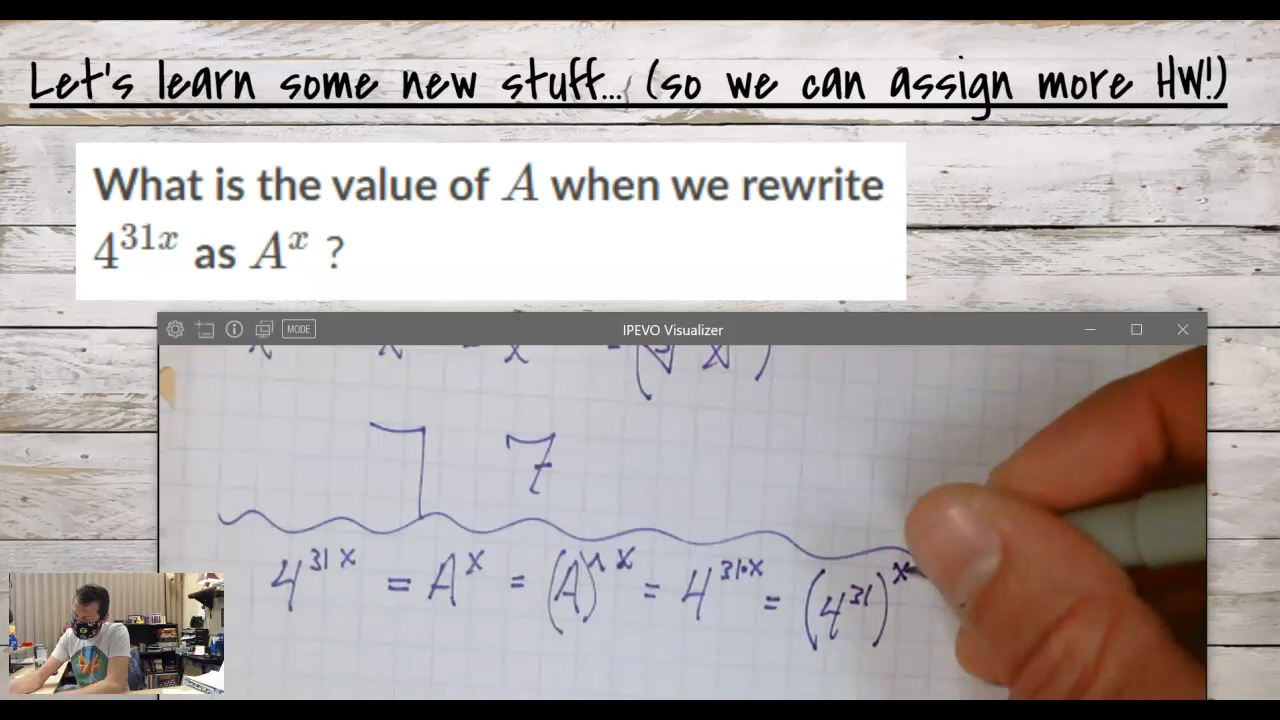 Let's learn some new stuff... (so we can assign more HW!)
What is the value of A when we rewrite
4^{31x} as A^x ?
MODE
IPEVO Visualizer
7 7
4^{31x} = A^x = (A)^{1·x} = 4^{31·x} = (4^{31})^x